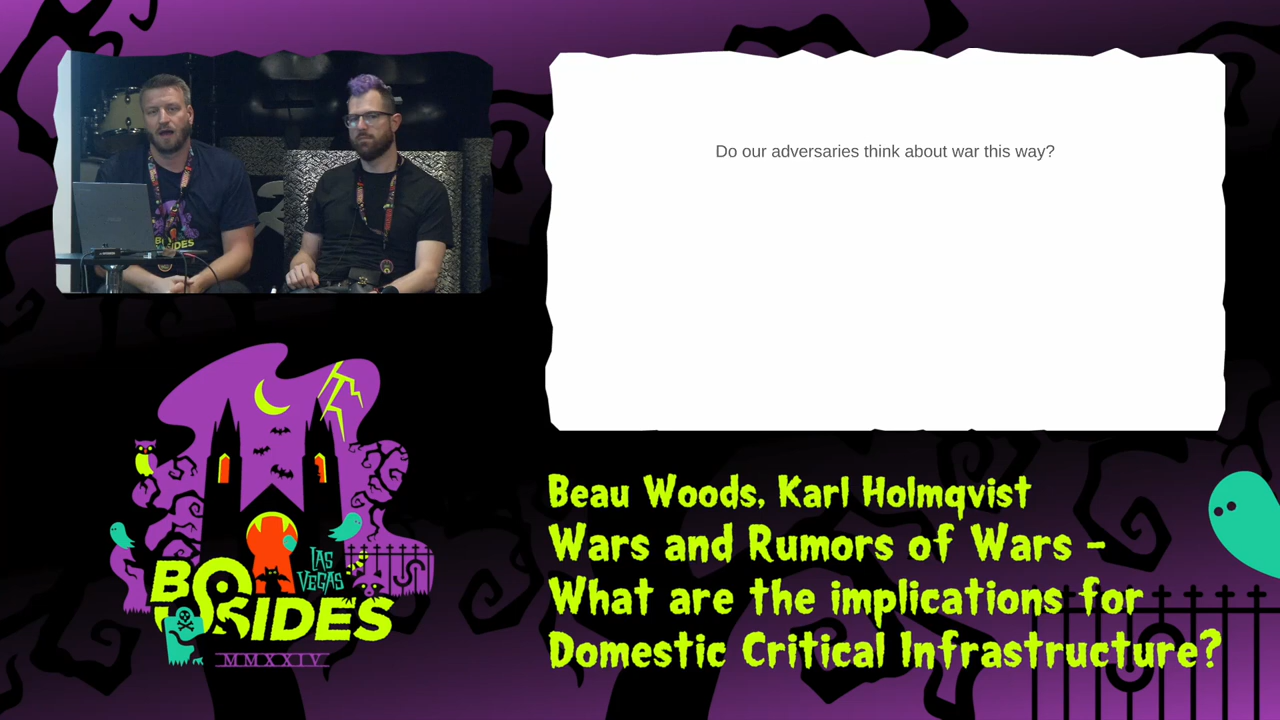 Do our adversaries think about war this way?
BSIDES
LAS
VEGAS
MMXXIV
Beau Woods, Karl Holmqvist
Wars and Rumors of Wars -
What are the implications for
Domestic Critical Infrastructure?